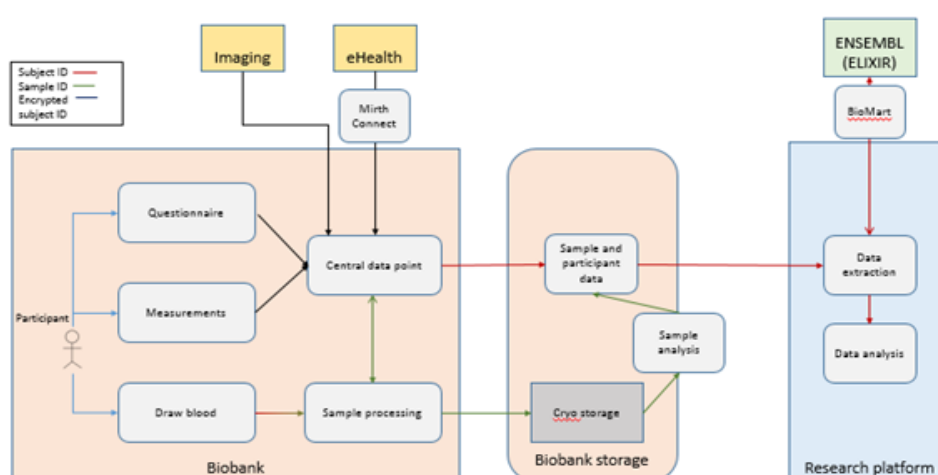 Imaging
eHealth
ENSEMBL
(ELIXIR)
Subject ID
Sample ID
Encrypted
subject ID
Mirth
Connect
BioMart
Questionnaire
Central data point
Sample and
participant
data
Data
extraction
Measurements
Participant
Sample
analysis
Data analysis
Draw blood
Sample processing
Cryo storage
Biobank
Biobank storage
Research platform